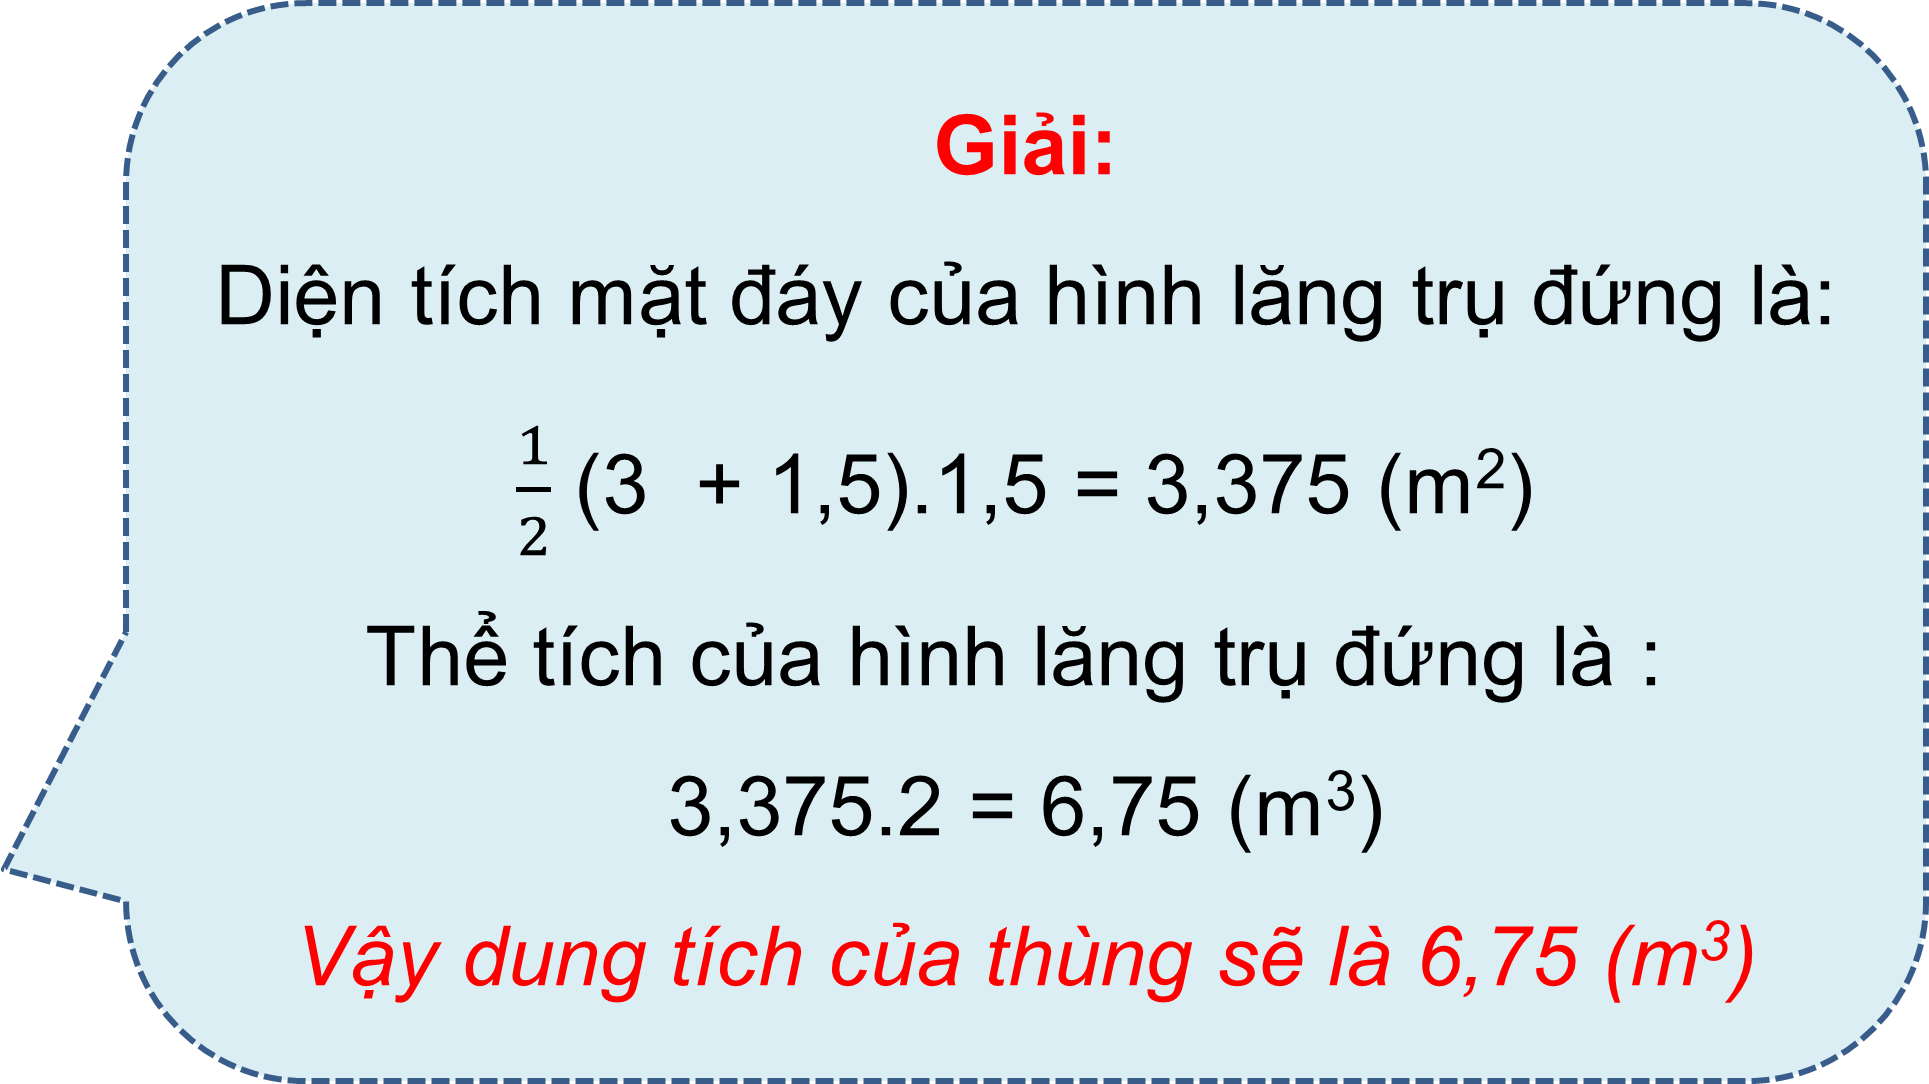 Giải:
Diện tích mặt đáy của hình lăng trụ đứng là:
$\frac{1}{2}$ (3 + 1,5).1,5 = 3,375 (m²)
Thể tích của hình lăng trụ đứng là :
3,375.2 = 6,75 (m³)
Vậy dung tích của thùng sẽ là 6,75 (m³)